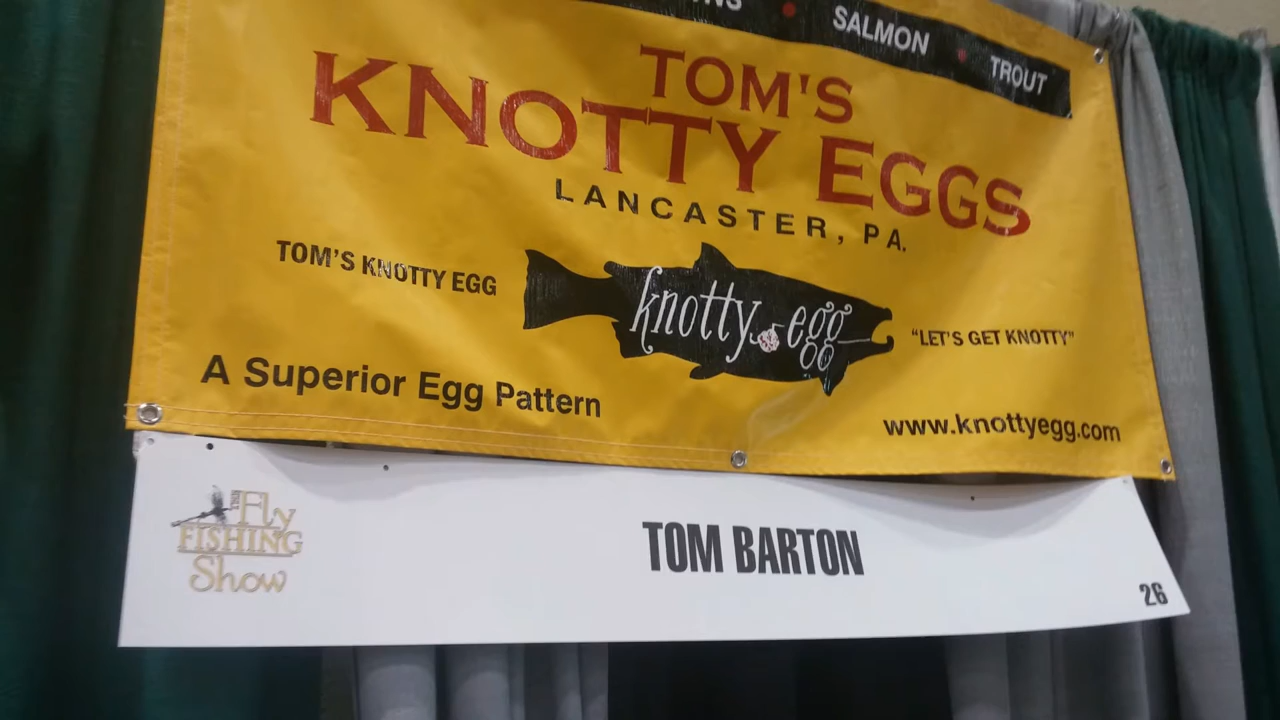 SALMON • TROUT
TOM'S
KNOTTY EGGS
LANCASTER, PA.
TOM'S KNOTTY EGG
knotty egg
"LET'S GET KNOTTY"
A Superior Egg Pattern
www.knottyegg.com
The Fly
FISHING
Show
TOM BARTON
26